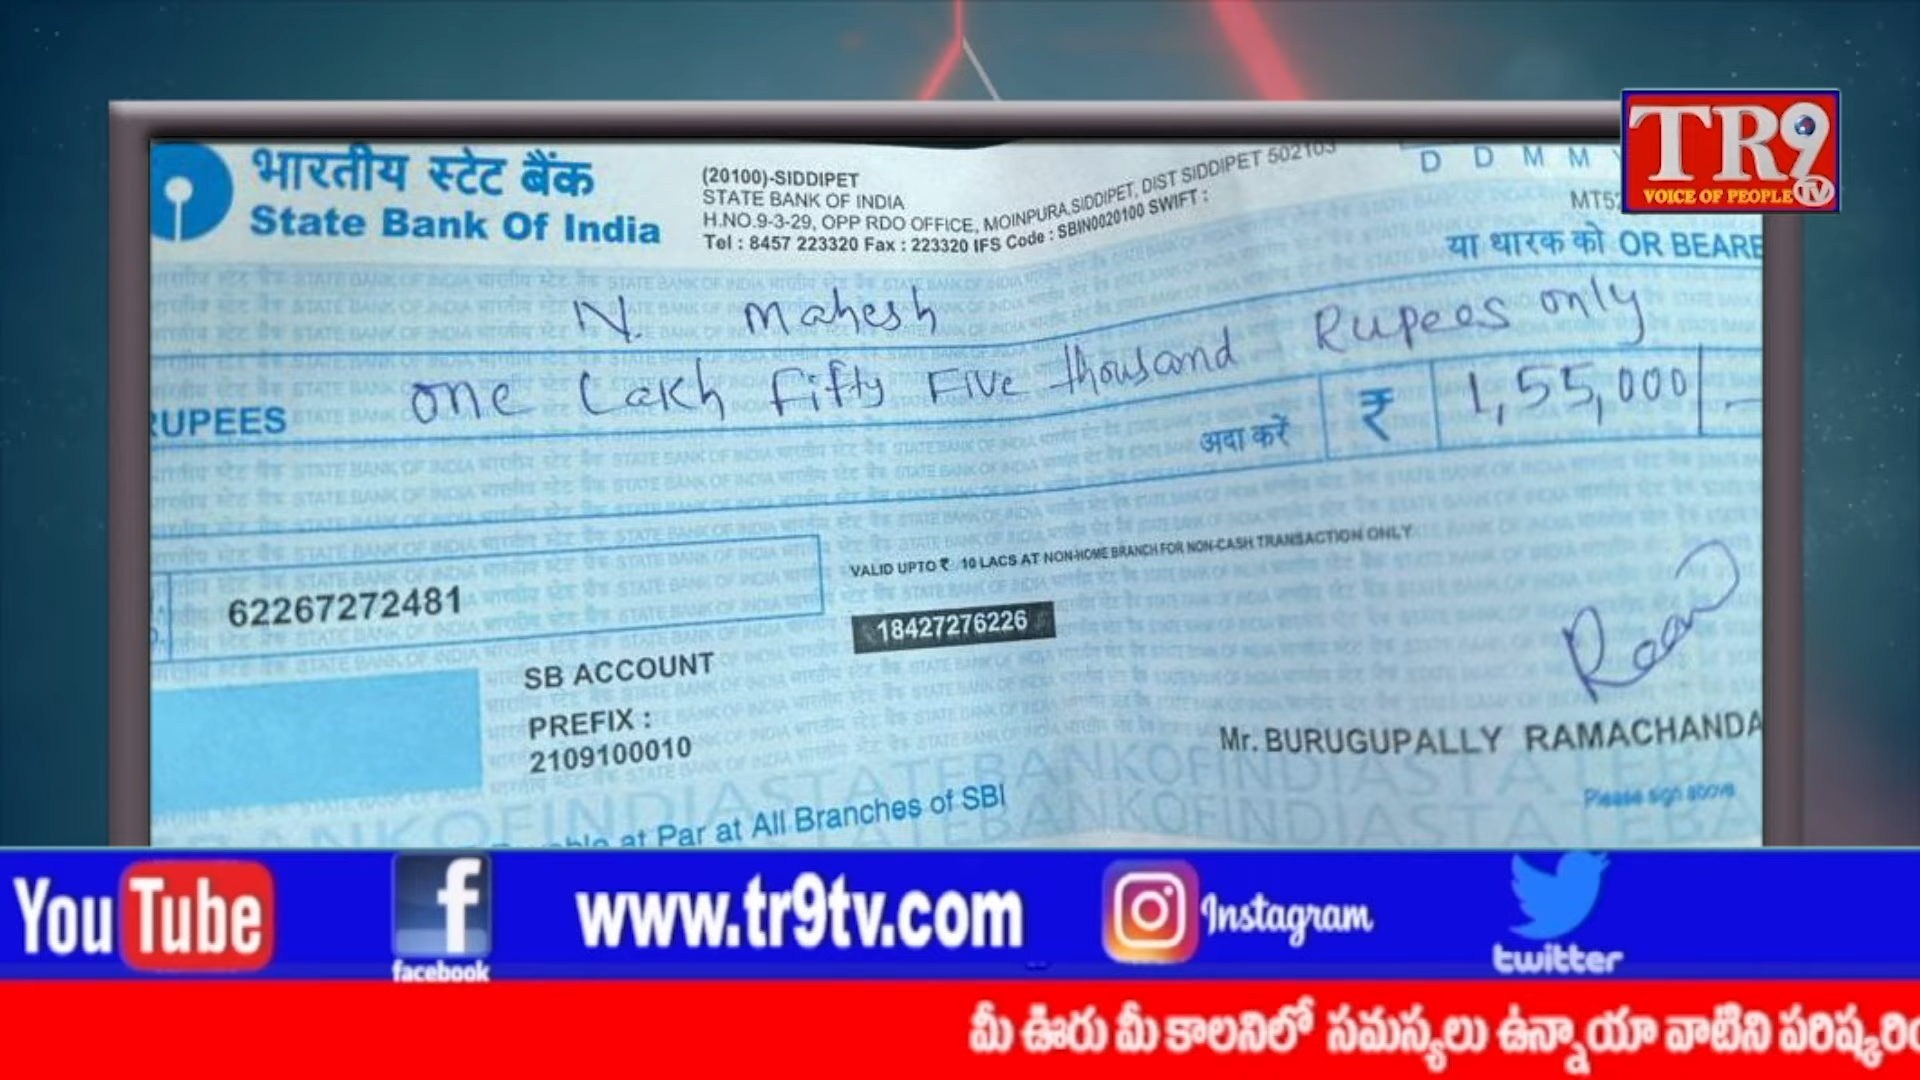 भारतीय स्टेट बैंक
State Bank Of India
(20100)-SIDDIPET
STATE BANK OF INDIA
H.NO.9-3-29, OPP RDO OFFICE, MOINPURA,SIDDIPET, DIST SIDDIPET 502103
Tel : 8457 223320 Fax : 223320 IFS Code : SBIN0020100 SWIFT :
D D M M
TR9 TV
VOICE OF PEOPLE
या धारक को OR BEARE
N. Mahesh
RUPEES One Lakh Fifty Five thousand Rupees only
अदा करें ₹ 1,55,000/-
62267272481
VALID UPTO ₹ 10 LACS AT NON-HOME BRANCH FOR NON-CASH TRANSACTION ONLY
18427276226
SB ACCOUNT
PREFIX :
2109100010
Mr. BURUGUPALLY RAMACHANDA
Please sign above
at Par at All Branches of SBI
YouTube facebook www.tr9tv.com Instagram twitter
మీ ఊరు మీ కాలనిలో సమస్యలు ఉన్నాయా వాటిని పరిష్కరిం